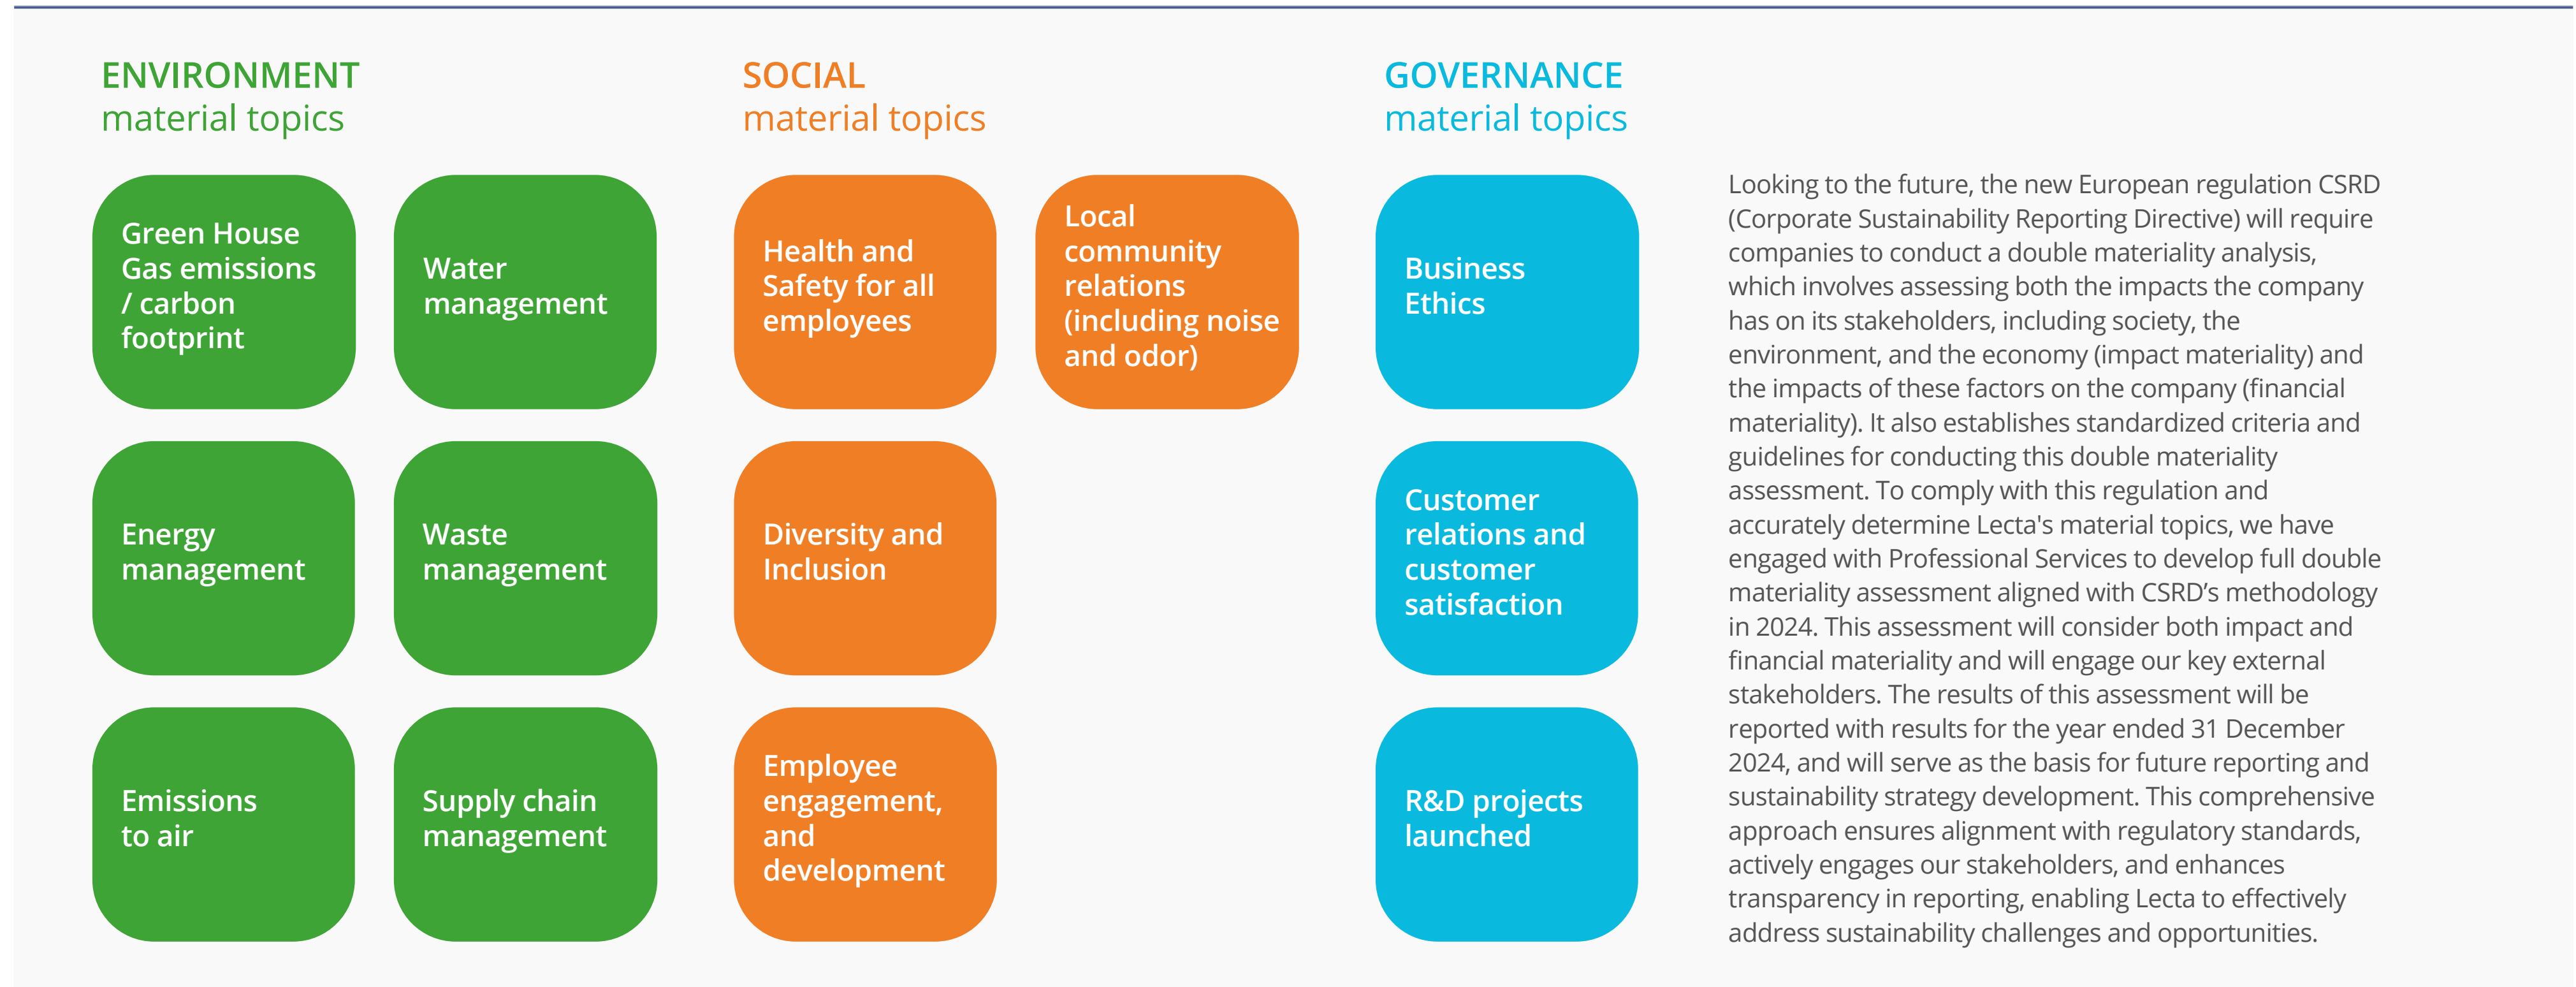 ENVIRONMENT
material topics
Green House
Gas emissions
/ carbon
footprint
Water
management
Energy
management
Waste
management
Emissions
to air
Supply chain
management
SOCIAL
material topics
Health and
Safety for all
employees
Local
community
relations
(including noise
and odor)
Diversity and
Inclusion
Employee
engagement,
and
development
GOVERNANCE
material topics
Business
Ethics
Customer
relations and
customer
satisfaction
R&D projects
launched
Looking to the future, the new European regulation CSRD
(Corporate Sustainability Reporting Directive) will require
companies to conduct a double materiality analysis,
which involves assessing both the impacts the company
has on its stakeholders, including society, the
environment, and the economy (impact materiality) and
the impacts of these factors on the company (financial
materiality). It also establishes standardized criteria and
guidelines for conducting this double materiality
assessment. To comply with this regulation and
accurately determine Lecta's material topics, we have
engaged with Professional Services to develop full double
materiality assessment aligned with CSRD’s methodology
in 2024. This assessment will consider both impact and
financial materiality and will engage our key external
stakeholders. The results of this assessment will be
reported with results for the year ended 31 December
2024, and will serve as the basis for future reporting and
sustainability strategy development. This comprehensive
approach ensures alignment with regulatory standards,
actively engages our stakeholders, and enhances
transparency in reporting, enabling Lecta to effectively
address sustainability challenges and opportunities.